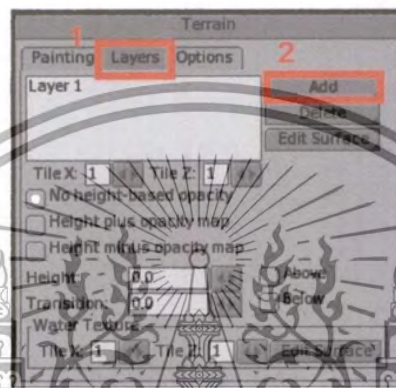 Terrain
1
Painting Layers Options
2
Layer 1
Add
Delete
Edit Surface
Tile X: 1 Tile Z: 1
No height-based opacity
Height plus opacity map
Height minus opacity map
Height: 0.0
Above
Transition: 0.0
Below
Water Texture
Tile X: 1 Tile Z: 1 Edit Surface